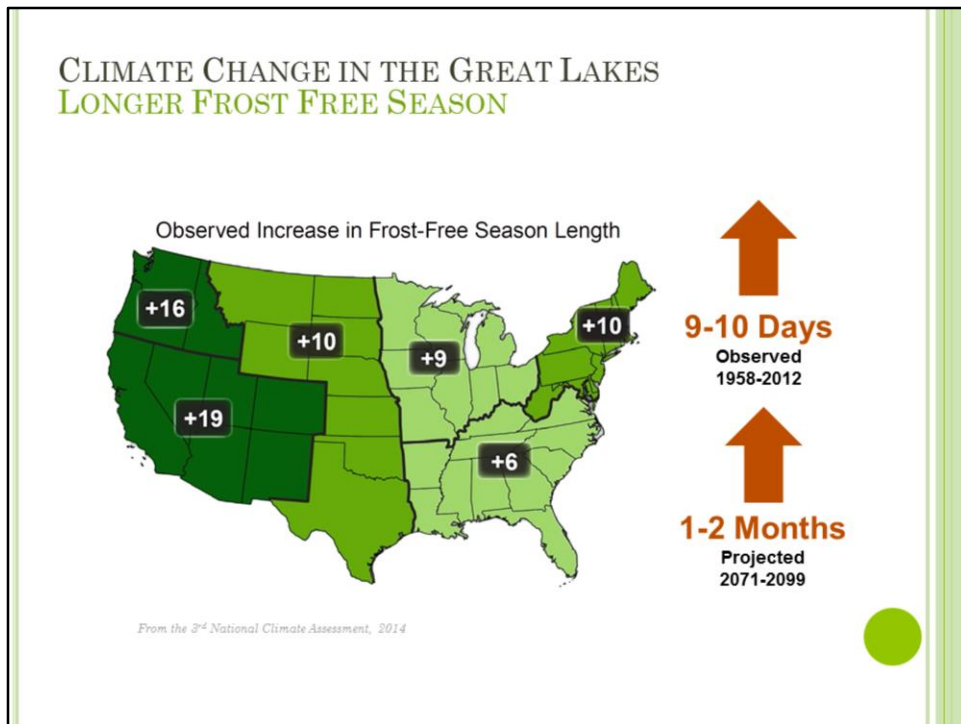 CLIMATE CHANGE IN THE GREAT LAKES
LONGER FROST FREE SEASON
Observed Increase in Frost-Free Season Length
+16
+10
+9
+10
+19
+6
9-10 Days
Observed
1958-2012
1-2 Months
Projected
2071-2099
From the 3rd National Climate Assessment, 2014